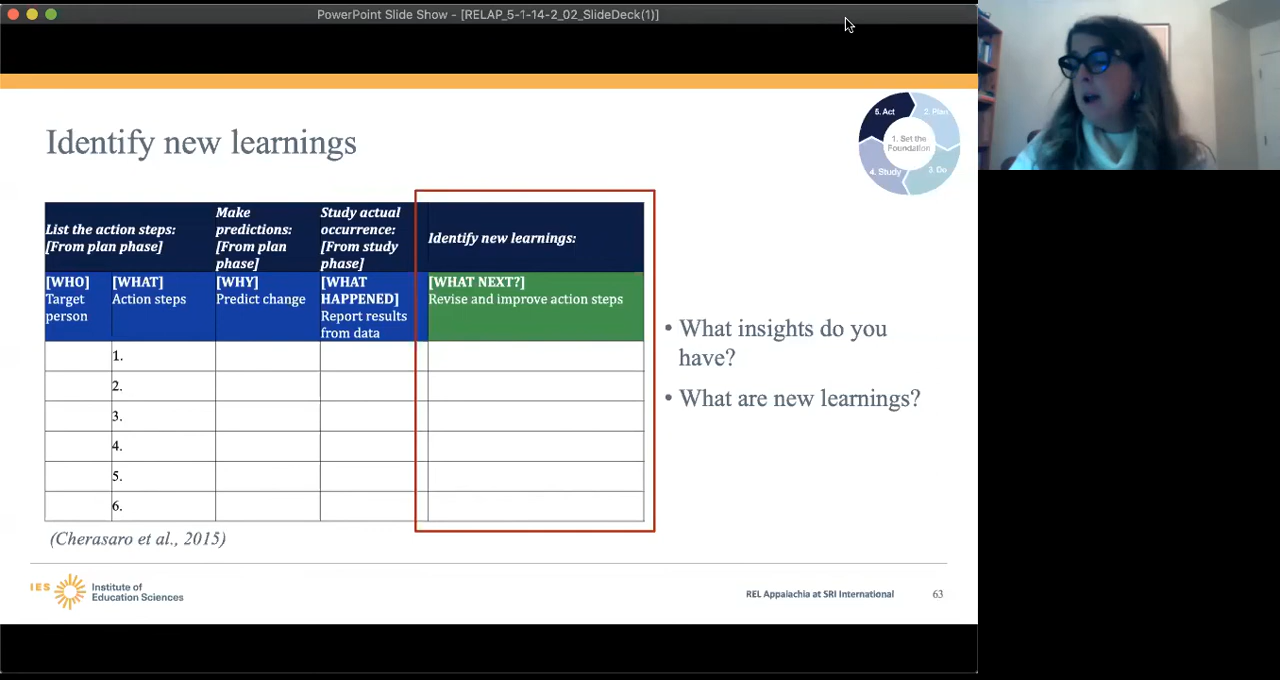 PowerPoint Slide Show - [RELAP_5-1-14-2_02_SlideDeck(1)]
Identify new learnings
5. Act
2. Plan
1. Set the
Foundation
4. Study
3. Do
List the action steps:
[From plan phase]
Make
predictions:
[From plan
phase]
Study actual
occurrence:
[From study
phase]
Identify new learnings:
[WHO]
Target
person
[WHAT]
Action steps
[WHY]
Predict change
[WHAT
HAPPENED]
Report results
from data
[WHAT NEXT?]
Revise and improve action steps
1.
2.
3.
4.
5.
6.
• What insights do you
have?
• What are new learnings?
(Cherasaro et al., 2015)
IES
Institute of
Education Sciences
REL Appalachia at SRI International
63